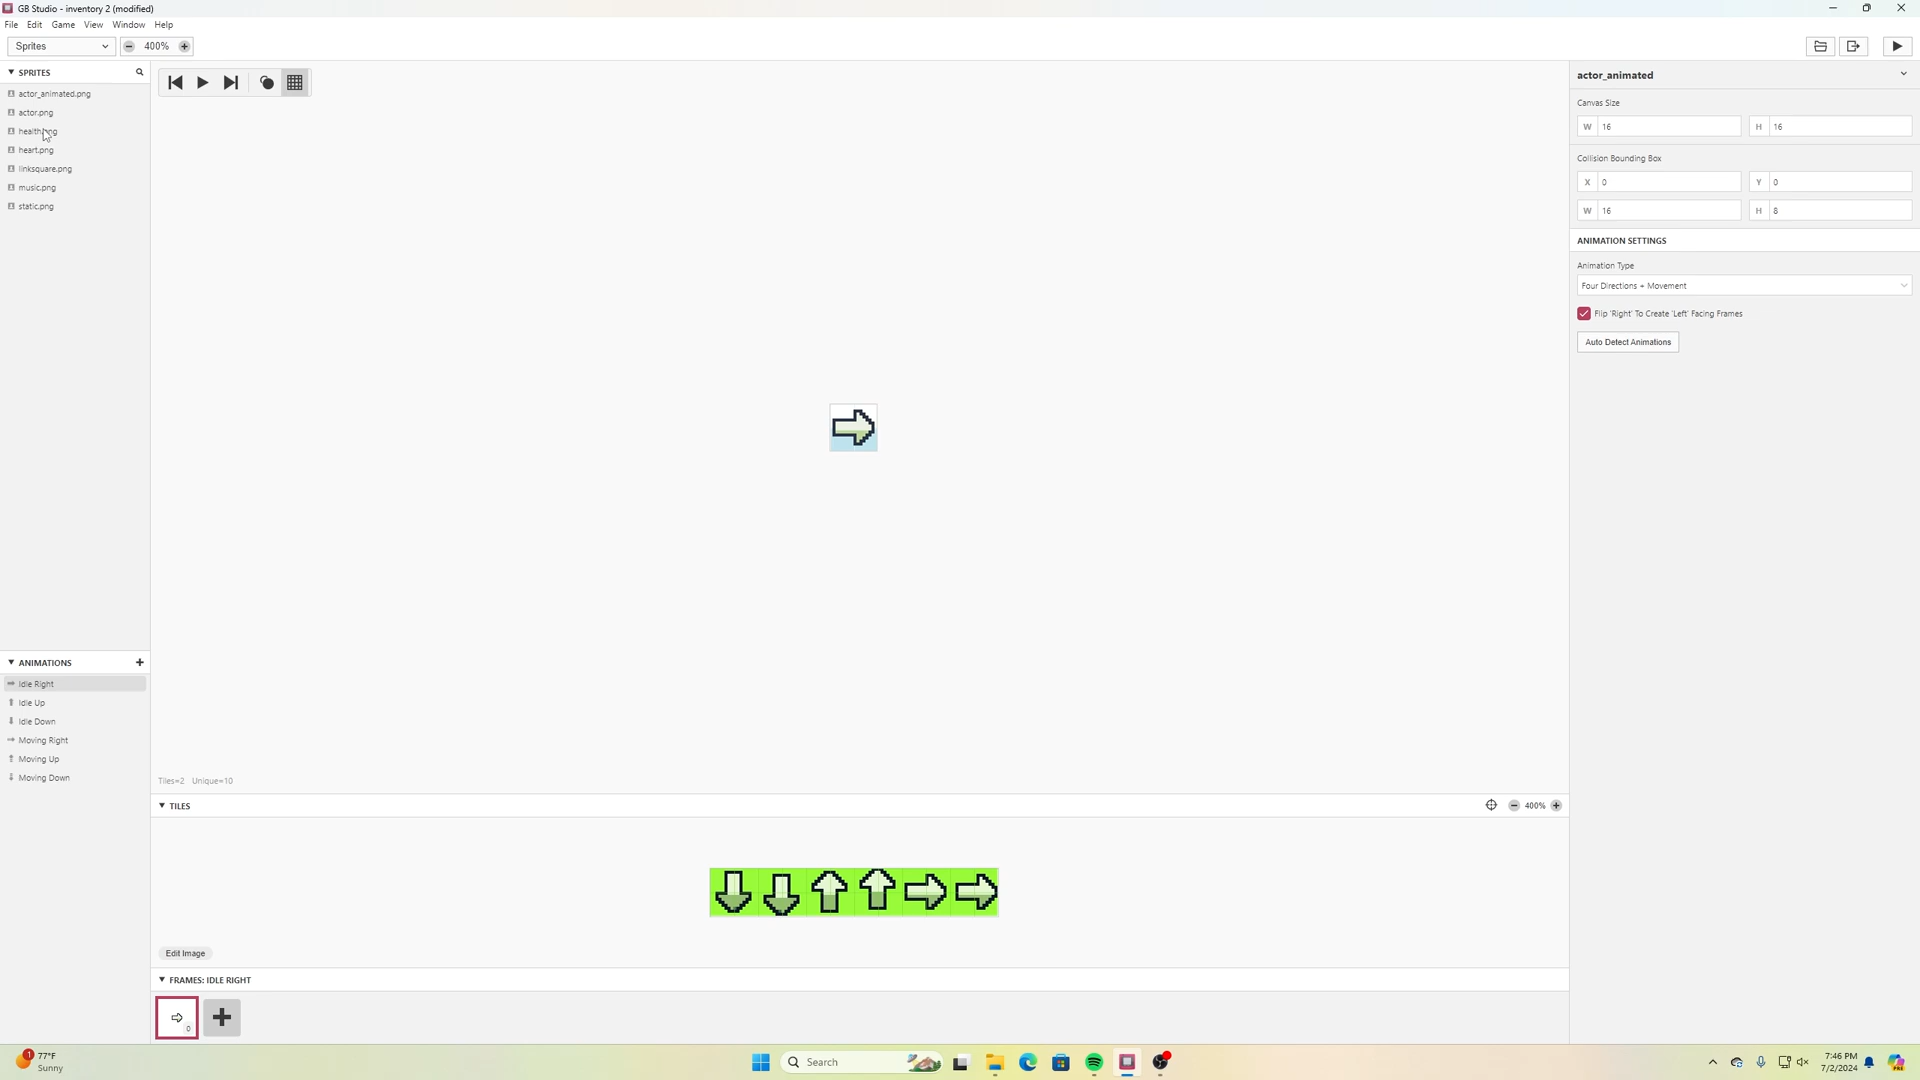 GB Studio - inventory 2 (modified)
File Edit Game View Window Help
Sprites 400%
SPRITES
actor_animated.png
actor.png
health.png
heart.png
linksquare.png
music.png
static.png
ANIMATIONS
Idle Right
Idle Up
Idle Down
Moving Right
Moving Up
Moving Down
Tiles=2 Unique=10
TILES
400%
Edit Image
FRAMES: IDLE RIGHT
0
actor_animated
Canvas Size
W 16 H 16
Collision Bounding Box
X 0 Y 0
W 16 H 8
ANIMATION SETTINGS
Animation Type
Four Directions + Movement
Flip 'Right' To Create 'Left' Facing Frames
Auto Detect Animations
1
77°F
Sunny
Search
7:46 PM
7/2/2024
PRE